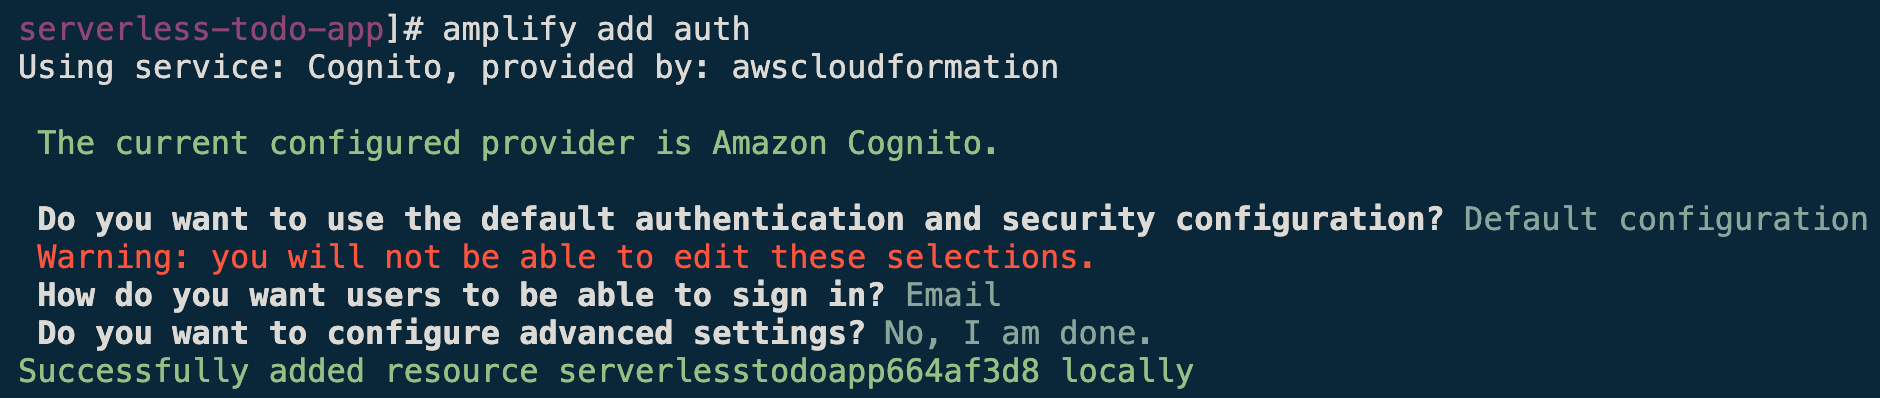 serverless-todo-app]# amplify add auth
Using service: Cognito, provided by: awscloudformation
The current configured provider is Amazon Cognito.
Do you want to use the default authentication and security configuration? Default configuration
Warning: you will not be able to edit these selections.
How do you want users to be able to sign in? Email
Do you want to configure advanced settings? No, I am done.
Successfully added resource serverlesstodoapp664af3d8 locally